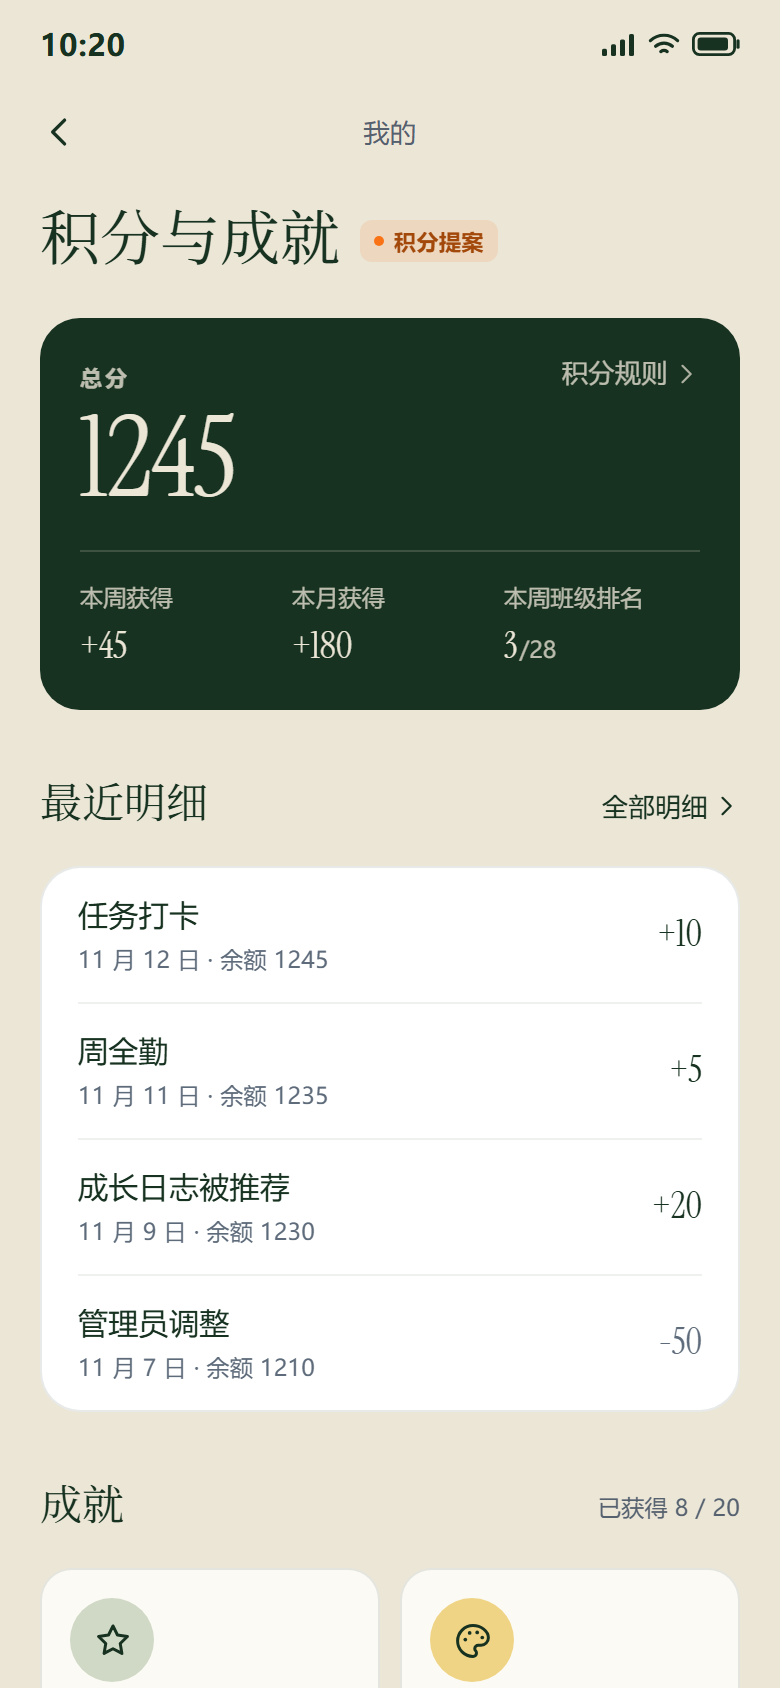 10:20
我的
积分与成就
积分提案
总分
积分规则
1245
本周获得
本月获得
本周班级排名
+45
+180
3/28
最近明细
全部明细
任务打卡
+10
11 月 12 日 · 余额 1245
周全勤
+5
11 月 11 日 · 余额 1235
成长日志被推荐
+20
11 月 9 日 · 余额 1230
管理员调整
-50
11 月 7 日 · 余额 1210
成就
已获得 8 / 20